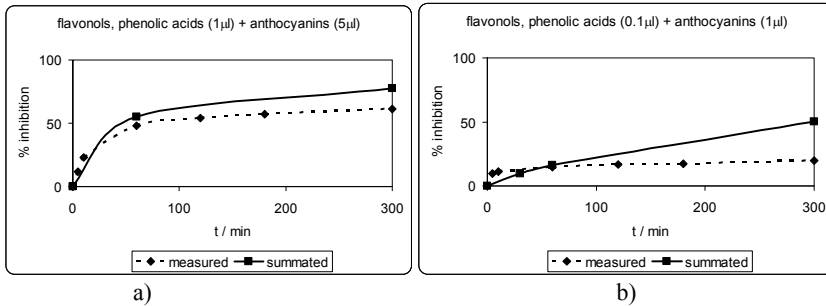 flavonols, phenolic acids (1µl) + anthocyanins (5µl)
100
50
0
% inhibition
0 100 200 300
t / min
measured summated
a)
flavonols, phenolic acids (0.1µl) + anthocyanins (1µl)
100
50
0
% inhibition
0 100 200 300
t / min
measured summated
b)